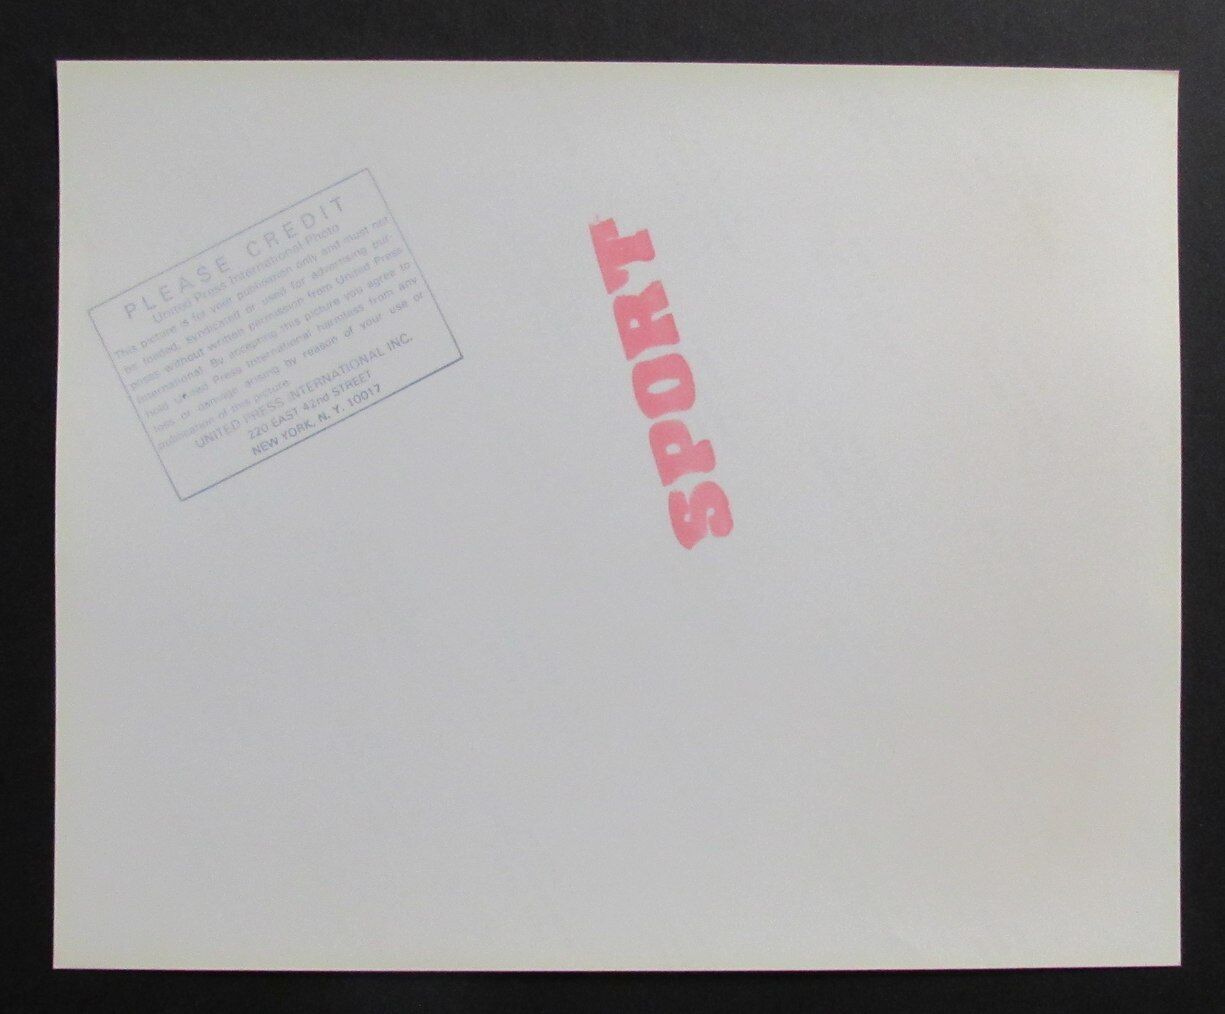 PLEASE CREDIT
United Press International Photo
This picture is for your publication only and must not
be loaned, syndicated or used for advertising pur-
poses without written permission from United Press
International. By accepting this picture you agree to
hold United Press International harmless from any
loss or damage arising by reason of your use or
publication of this picture.
UNITED PRESS INTERNATIONAL INC.
220 EAST 42nd STREET
NEW YORK, N. Y. 10017
SPORT